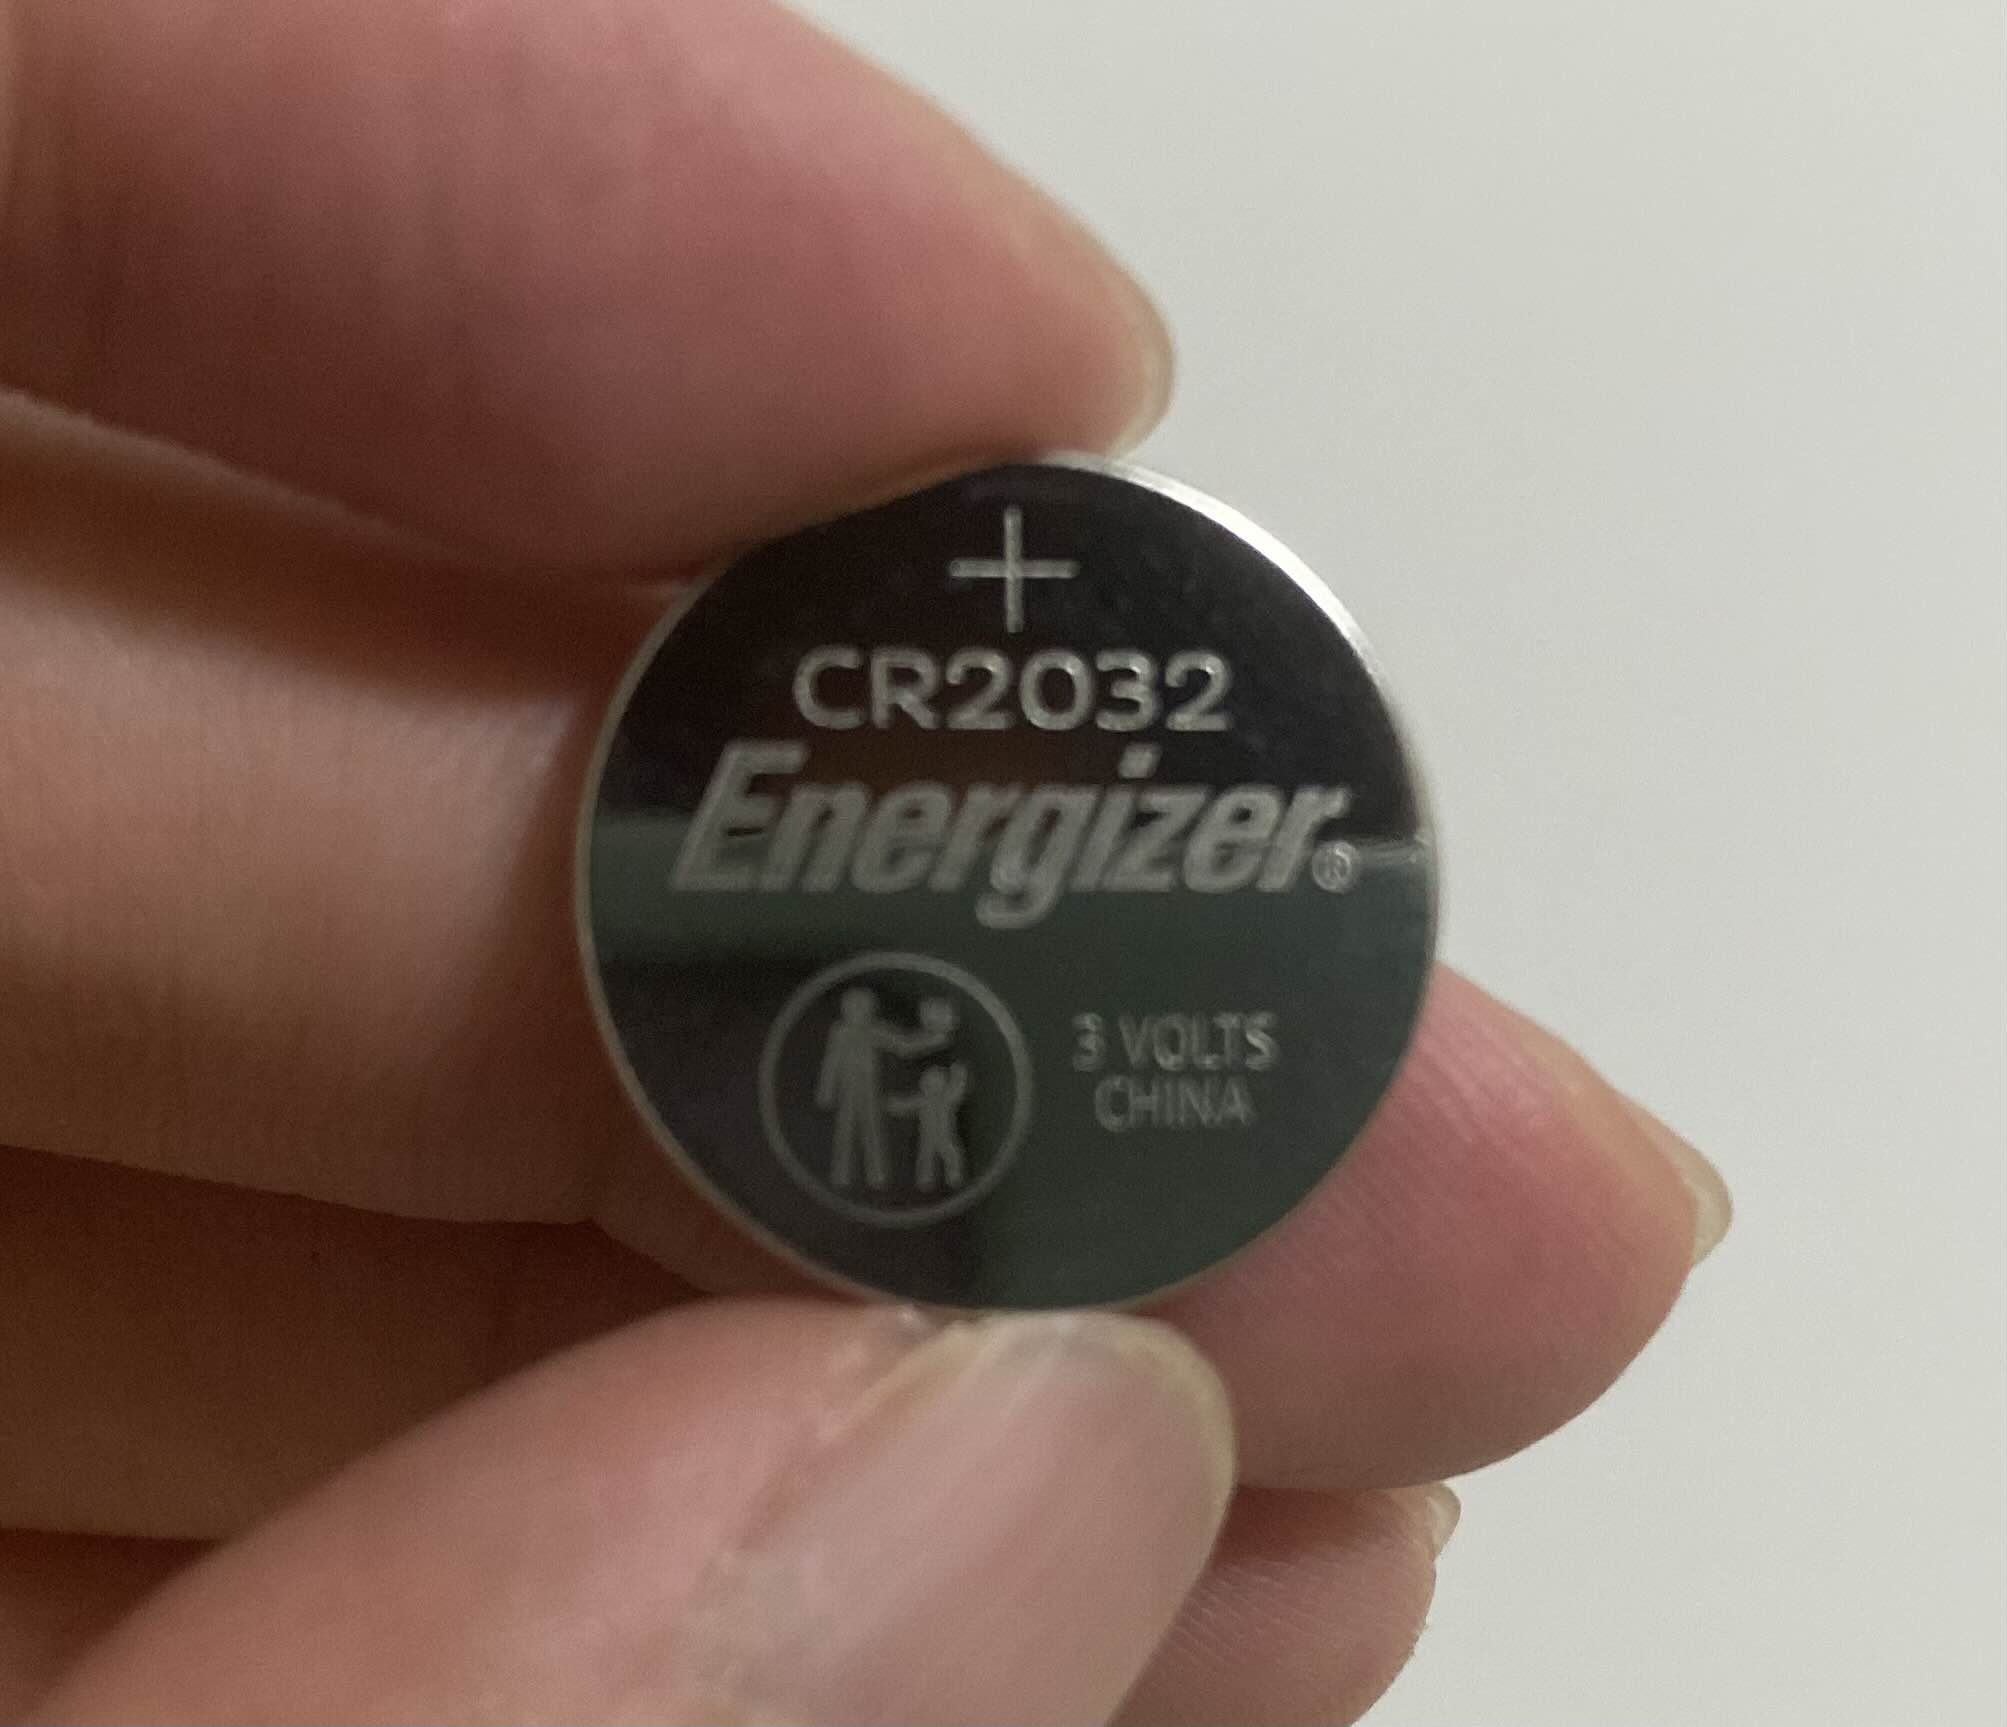 +
CR2032
Energizer®
3 VOLTS
CHINA